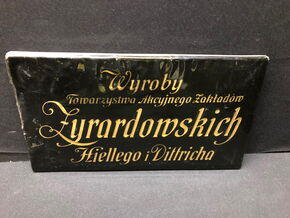 Wyroby
Towarzystwa Akcyjnego Zakładów
Żyrardowskich
Hiellego i Dittricha